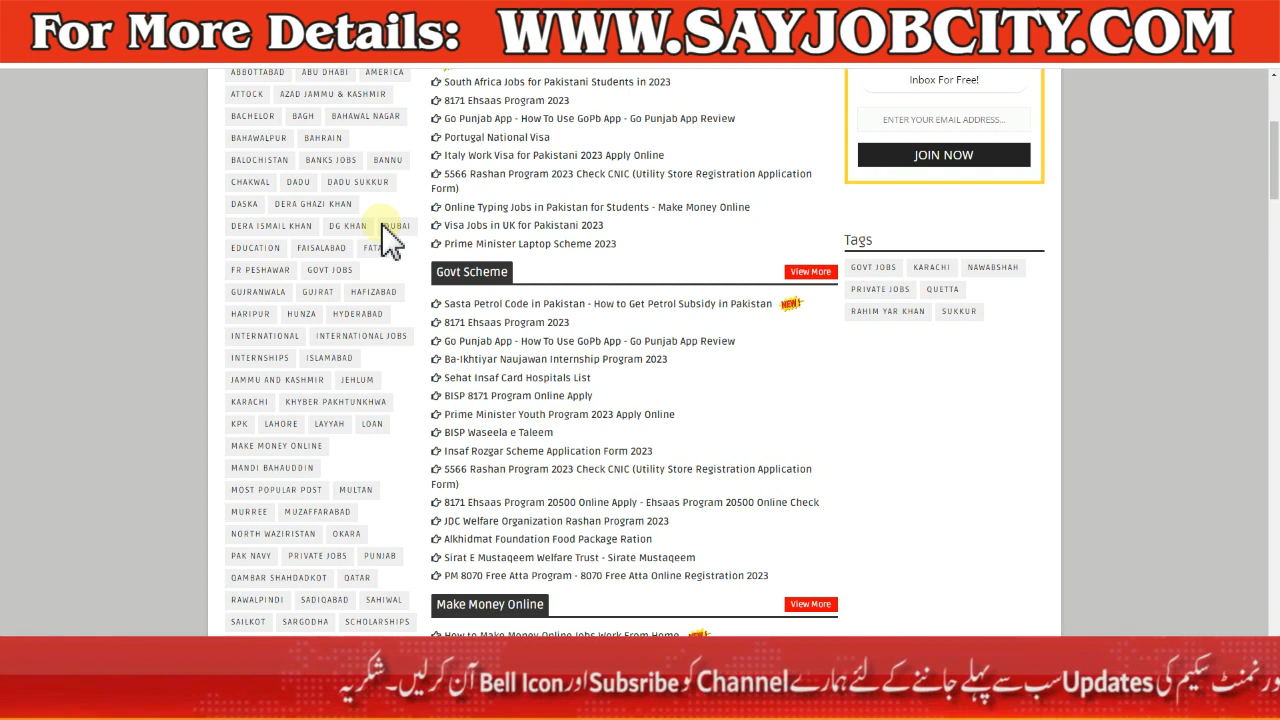 For More Details: WWW.SAYJOBCITY.COM
ABBOTTABAD ABU DHABI AMERICA
ATTOCK AZAD JAMMU & KASHMIR
BACHELOR BAGH BAHAWAL NAGAR
BAHAWALPUR BAHRAIN
BALOCHISTAN BANKS JOBS BANNU
CHAKWAL DADU DADU SUKKUR
DASKA DERA GHAZI KHAN
DERA ISMAIL KHAN DG KHAN DUBAI
EDUCATION FAISALABAD FATA
FR PESHAWAR GOVT JOBS
GUJRANWALA GUJRAT HAFIZABAD
HARIPUR HUNZA HYDERABAD
INTERNATIONAL INTERNATIONAL JOBS
INTERNSHIPS ISLAMABAD
JAMMU AND KASHMIR JEHLUM
KARACHI KHYBER PAKHTUNKHWA
KPK LAHORE LAYYAH LOAN
MAKE MONEY ONLINE
MANDI BAHAUDDIN
MOST POPULAR POST MULTAN
MURREE MUZAFFARABAD
NORTH WAZIRISTAN OKARA
PAK NAVY PRIVATE JOBS PUNJAB
QAMBAR SHAHDADKOT QATAR
RAWALPINDI SADIQABAD SAHIWAL
SAILKOT SARGODHA SCHOLARSHIPS
South Africa Jobs for Pakistani Students in 2023
8171 Ehsaas Program 2023
Go Punjab App - How To Use GoPb App - Go Punjab App Review
Portugal National Visa
Italy Work Visa for Pakistani 2023 Apply Online
5566 Rashan Program 2023 Check CNIC (Utility Store Registration Application
Form)
Online Typing Jobs in Pakistan for Students - Make Money Online
Visa Jobs in UK for Pakistani 2023
Prime Minister Laptop Scheme 2023
Govt Scheme View More
Sasta Petrol Code in Pakistan - How to Get Petrol Subsidy in Pakistan NEW!
8171 Ehsaas Program 2023
Go Punjab App - How To Use GoPb App - Go Punjab App Review
Ba-Ikhtiyar Naujawan Internship Program 2023
Sehat Insaf Card Hospitals List
BISP 8171 Program Online Apply
Prime Minister Youth Program 2023 Apply Online
BISP Waseela e Taleem
Insaf Rozgar Scheme Application Form 2023
5566 Rashan Program 2023 Check CNIC (Utility Store Registration Application
Form)
8171 Ehsaas Program 20500 Online Apply - Ehsaas Program 20500 Online Check
JDC Welfare Organization Rashan Program 2023
Alkhidmat Foundation Food Package Ration
Sirat E Mustaqeem Welfare Trust - Sirate Mustaqeem
PM 8070 Free Atta Program - 8070 Free Atta Online Registration 2023
Make Money Online View More
How to Make Money Online Jobs Work From Home
Inbox For Free!
ENTER YOUR EMAIL ADDRESS...
JOIN NOW
Tags
GOVT JOBS KARACHI NAWABSHAH
PRIVATE JOBS QUETTA
RAHIM YAR KHAN SUKKUR
ور نمنٹ سکیم کی Updates سب سے پہلے جاننے کے لئے ہمارے Channel کو Subsribe اور Bell Icon آن کرلیں۔ شکریہ